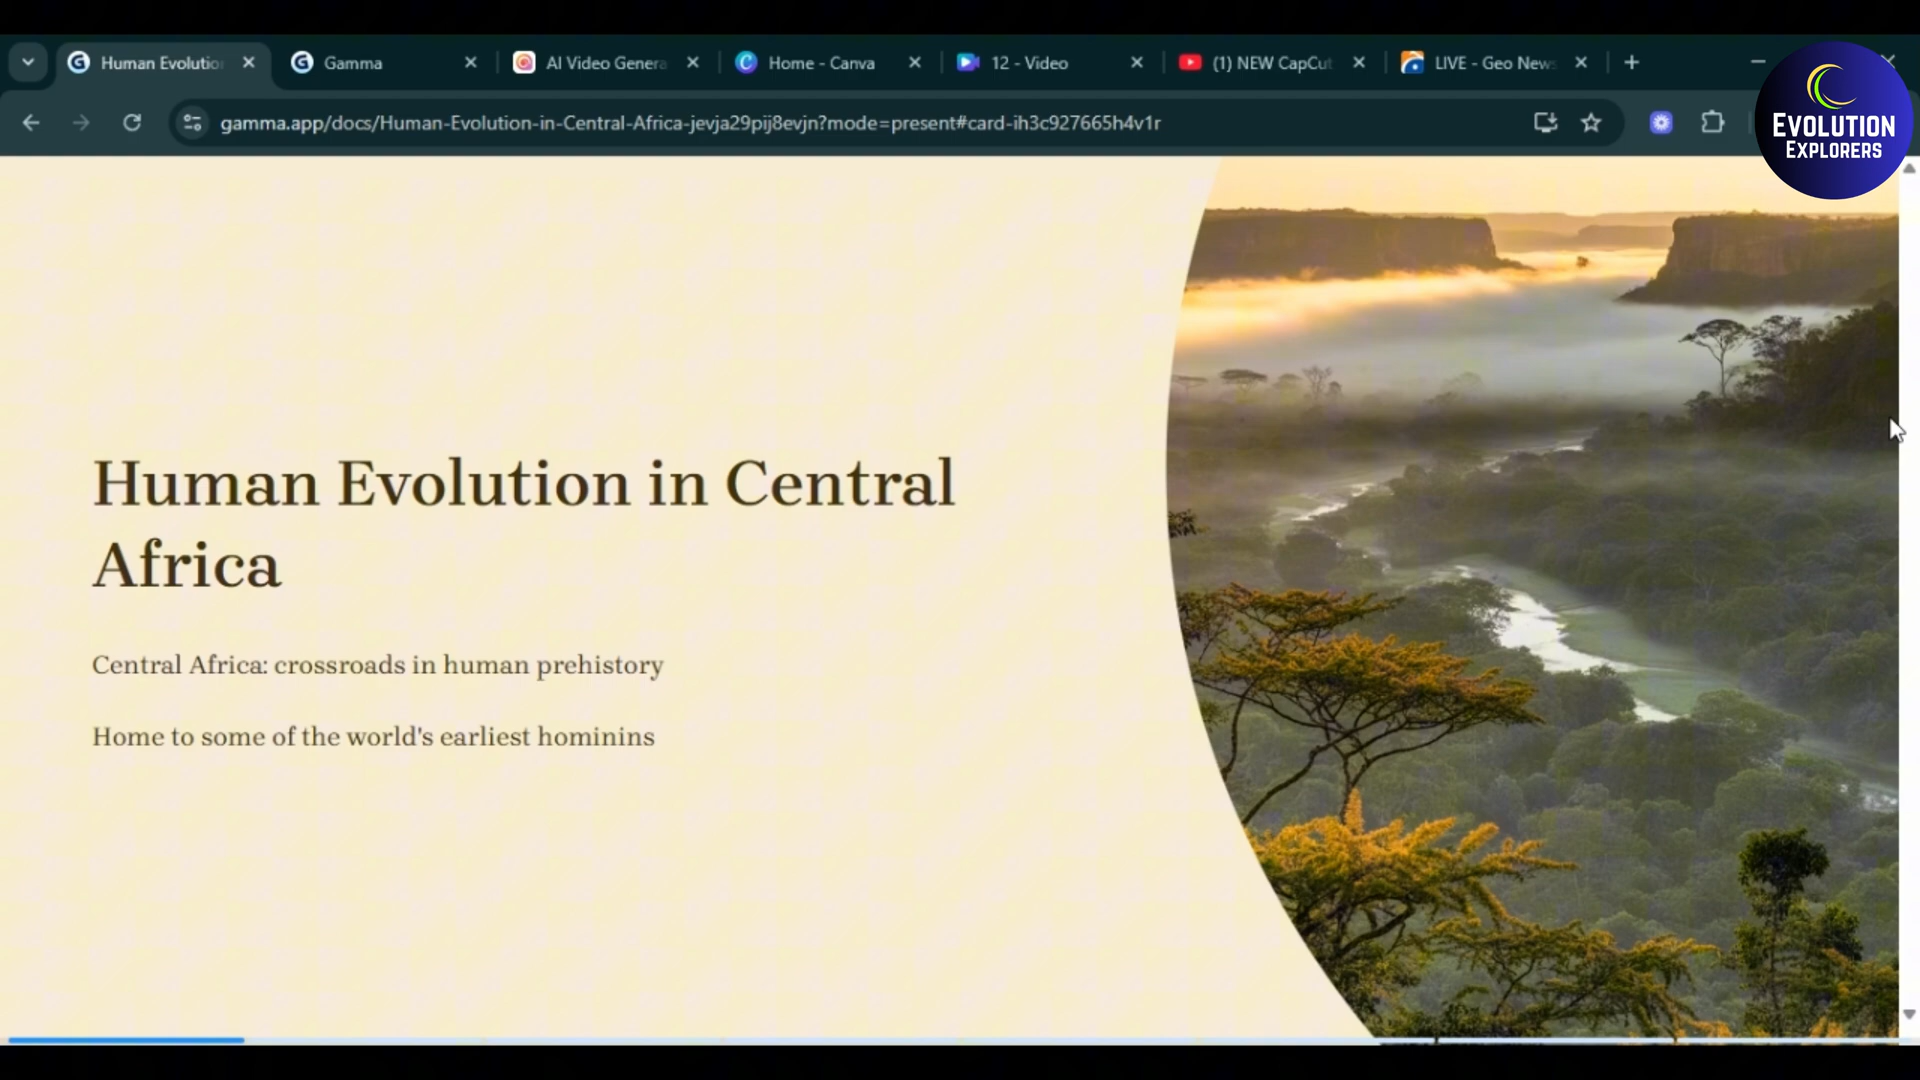 Human Evolution
Gamma
AI Video Genera
Home - Canva
12 - Video
(1) NEW CapCut
LIVE - Geo News
gamma.app/docs/Human-Evolution-in-Central-Africa-jevja29pij8evjn?mode=present#card-ih3c927665h4v1r
EVOLUTION
EXPLORERS
Human Evolution in Central
Africa
Central Africa: crossroads in human prehistory
Home to some of the world's earliest hominins